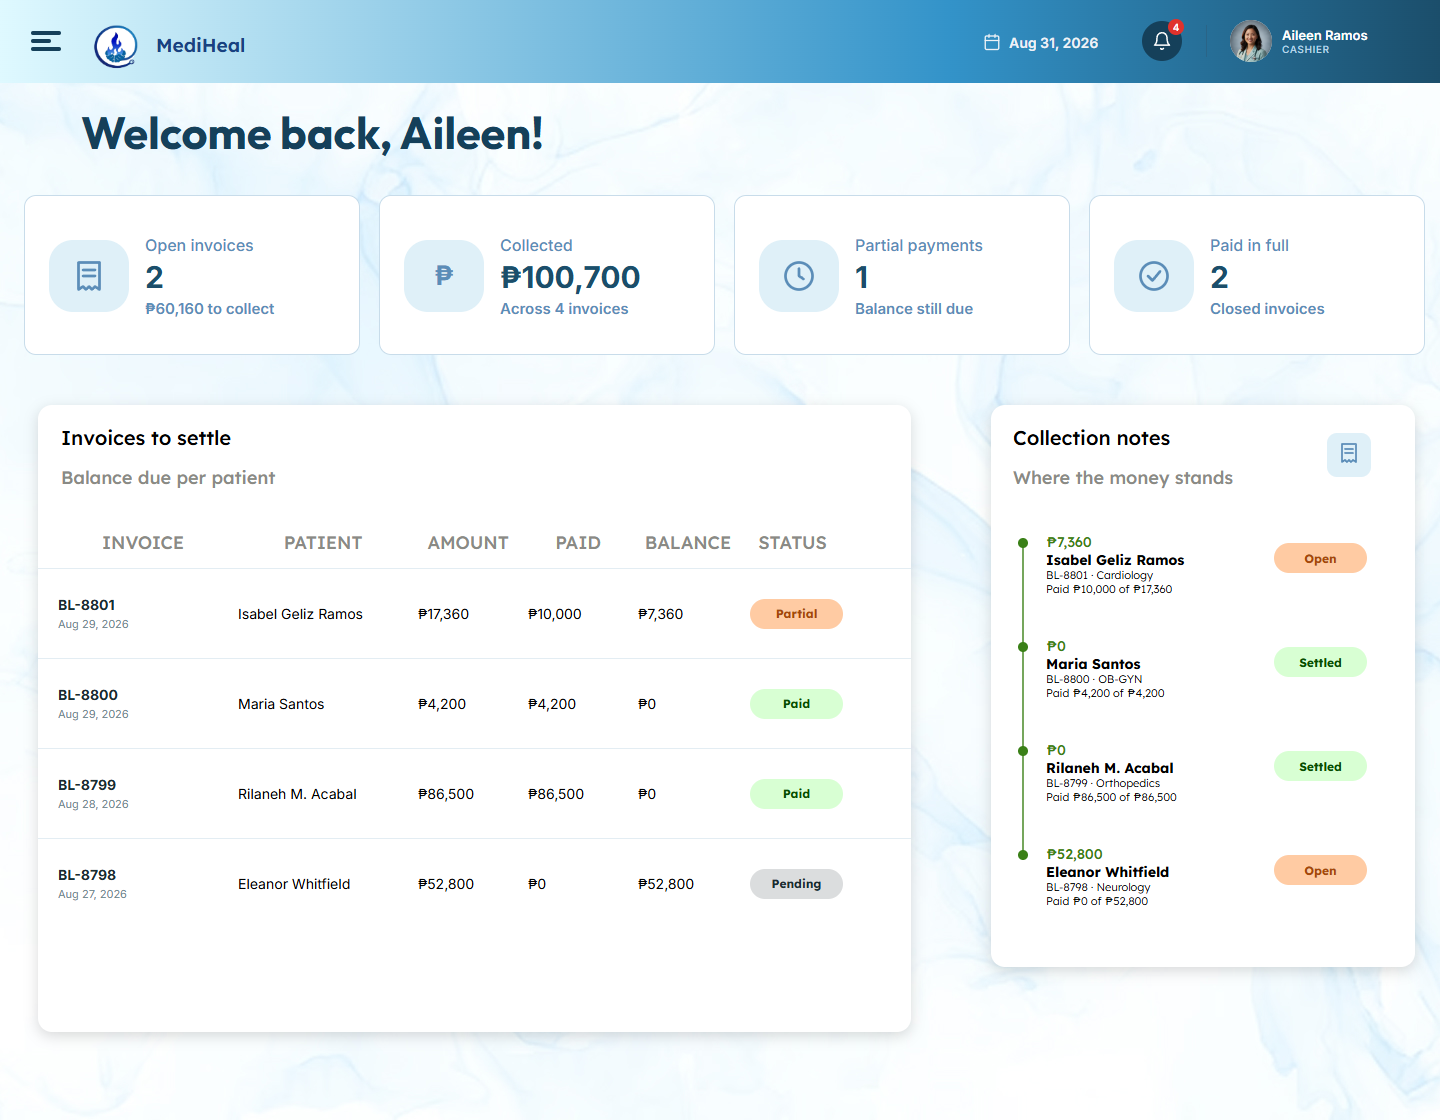 MediHeal
Aug 31, 2026
4
Aileen Ramos
CASHIER
Welcome back, Aileen!
Open invoices
2
₱60,160 to collect
₱
Collected
₱100,700
Across 4 invoices
Partial payments
1
Balance still due
Paid in full
2
Closed invoices
Invoices to settle
Balance due per patient
INVOICE PATIENT AMOUNT PAID BALANCE STATUS
BL-8801
Aug 29, 2026
Isabel Geliz Ramos ₱17,360 ₱10,000 ₱7,360 Partial
BL-8800
Aug 29, 2026
Maria Santos ₱4,200 ₱4,200 ₱0 Paid
BL-8799
Aug 28, 2026
Rilaneh M. Acabal ₱86,500 ₱86,500 ₱0 Paid
BL-8798
Aug 27, 2026
Eleanor Whitfield ₱52,800 ₱0 ₱52,800 Pending
Collection notes
Where the money stands
₱7,360
Isabel Geliz Ramos
BL-8801 · Cardiology
Paid ₱10,000 of ₱17,360
Open
₱0
Maria Santos
BL-8800 · OB-GYN
Paid ₱4,200 of ₱4,200
Settled
₱0
Rilaneh M. Acabal
BL-8799 · Orthopedics
Paid ₱86,500 of ₱86,500
Settled
₱52,800
Eleanor Whitfield
BL-8798 · Neurology
Paid ₱0 of ₱52,800
Open